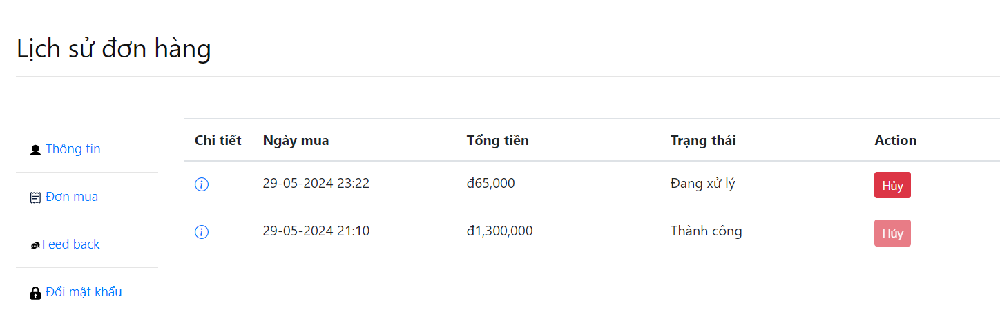 Lịch sử đơn hàng
Thông tin
Đơn mua
Feed back
Đổi mật khẩu
Chi tiết Ngày mua Tổng tiền Trạng thái Action
29-05-2024 23:22 đ65,000 Đang xử lý Hủy
29-05-2024 21:10 đ1,300,000 Thành công Hủy